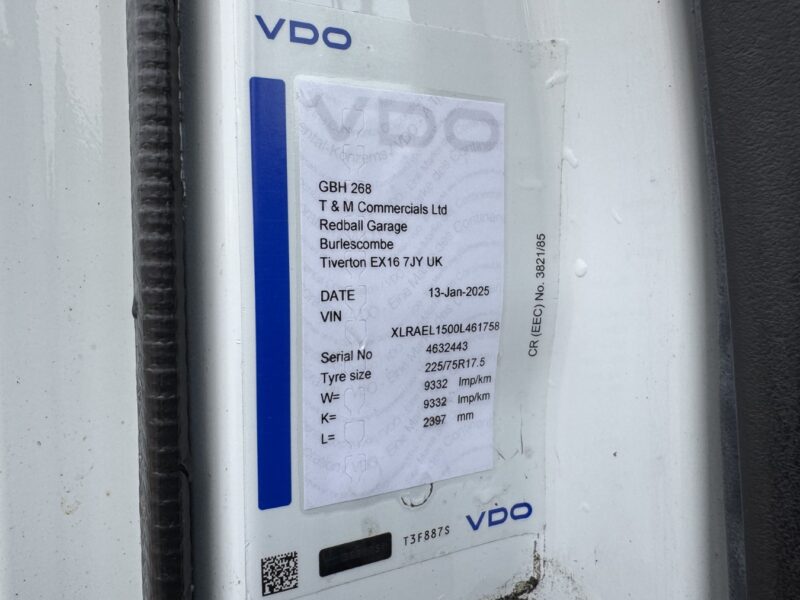 VDO
VDO
GBH 268
T & M Commercials Ltd
Redball Garage
Burlescombe
Tiverton EX16 7JY UK
DATE 13-Jan-2025
VIN
XLRAEL1500L461758
Serial No 4632443
Tyre size 225/75R17.5
W= 9332 Imp/km
K= 9332 Imp/km
L= 2397 mm
CR (EEC) No. 3821/85
T3F887S
VDO